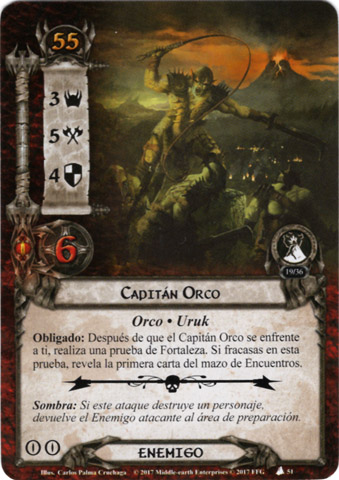 55
3
5
4
6
19/36
CAPITÁN ORCO
Orco • Uruk
Obligado: Después de que el Capitán Orco se enfrente
a ti, realiza una prueba de Fortaleza. Si fracasas en esta
prueba, revela la primera carta del mazo de Encuentros.
Sombra: Si este ataque destruye un personaje,
devuelve el Enemigo atacante al área de preparación.
ENEMIGO
Illus. Carlos Palma Cruchaga © 2017 Middle-earth Enterprises © 2017 FFG 51